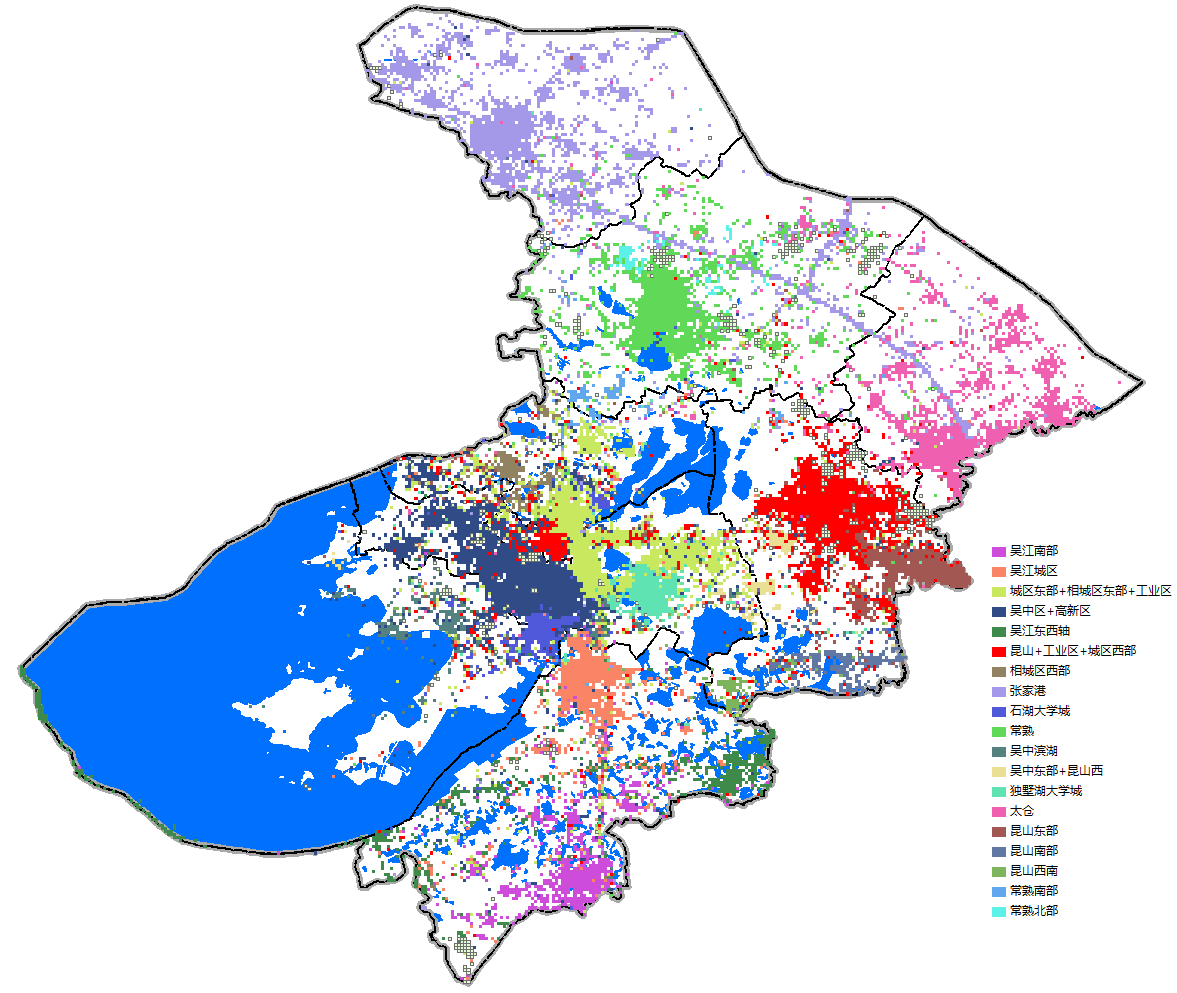 吴江南部
吴江城区
城区东部+相城区东部+工业区
吴中区+高新区
吴江东西轴
昆山+工业区+城区西部
相城区西部
张家港
石湖大学城
常熟
吴中滨湖
吴中东部+昆山西
独墅湖大学城
太仓
昆山东部
昆山南部
昆山西南
常熟南部
常熟北部